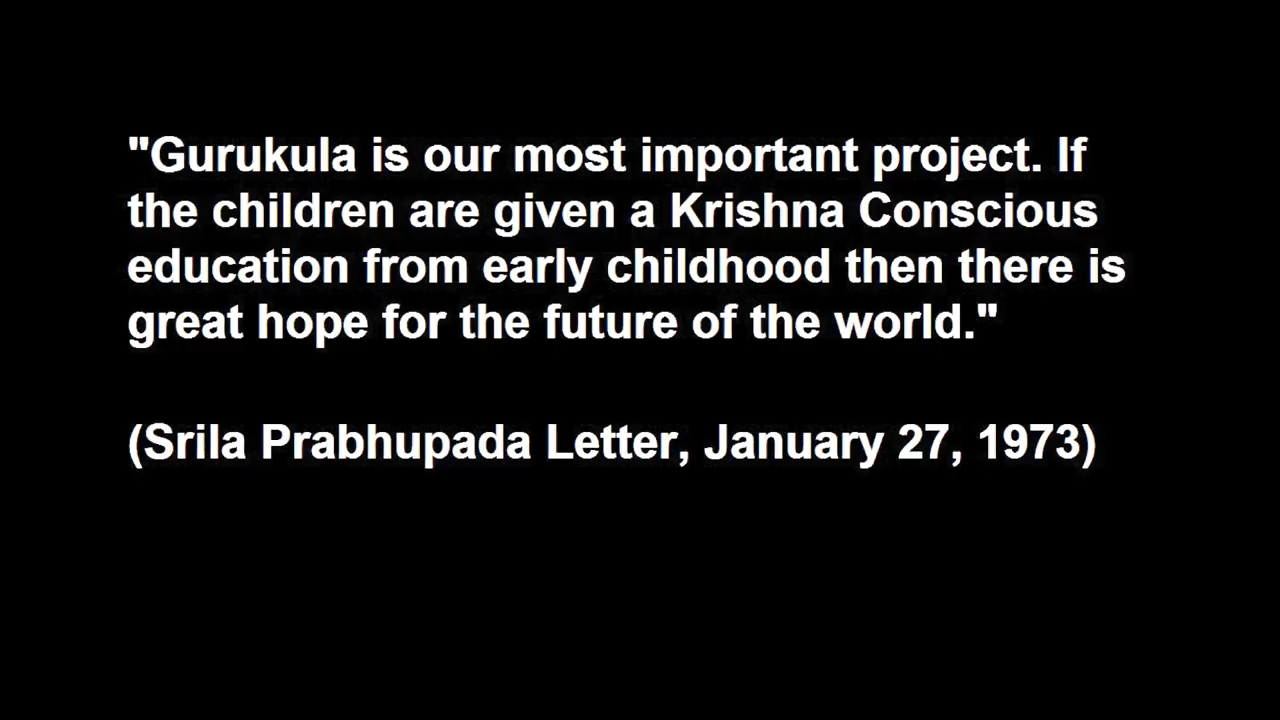 "Gurukula is our most important project. If
the children are given a Krishna Conscious
education from early childhood then there is
great hope for the future of the world."
(Srila Prabhupada Letter, January 27, 1973)